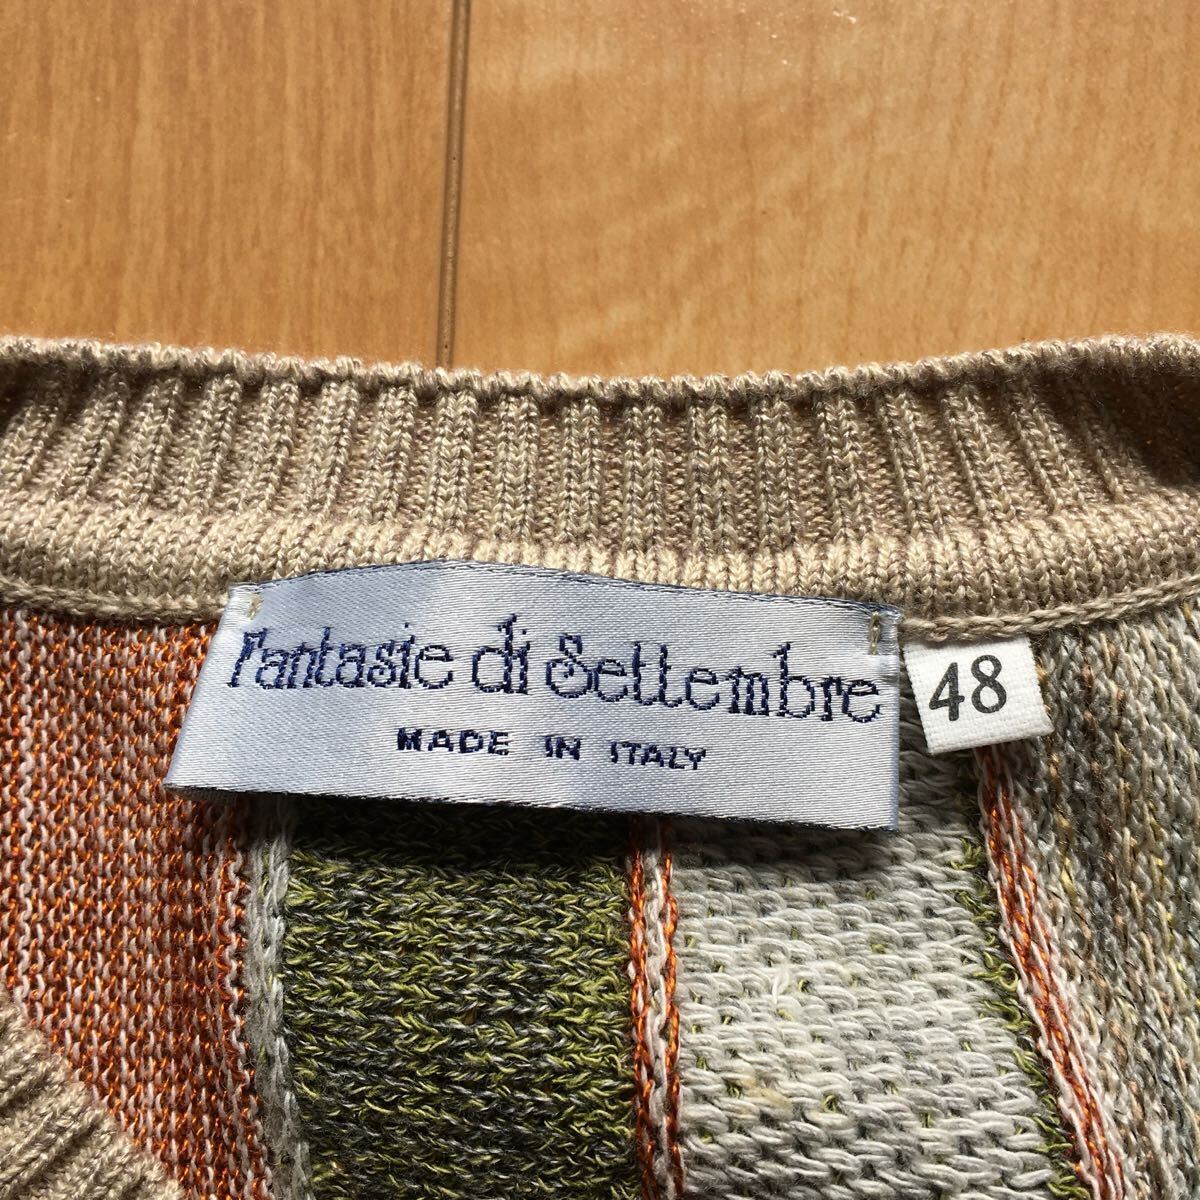 Fantasie di Settembre
MADE IN ITALY
48